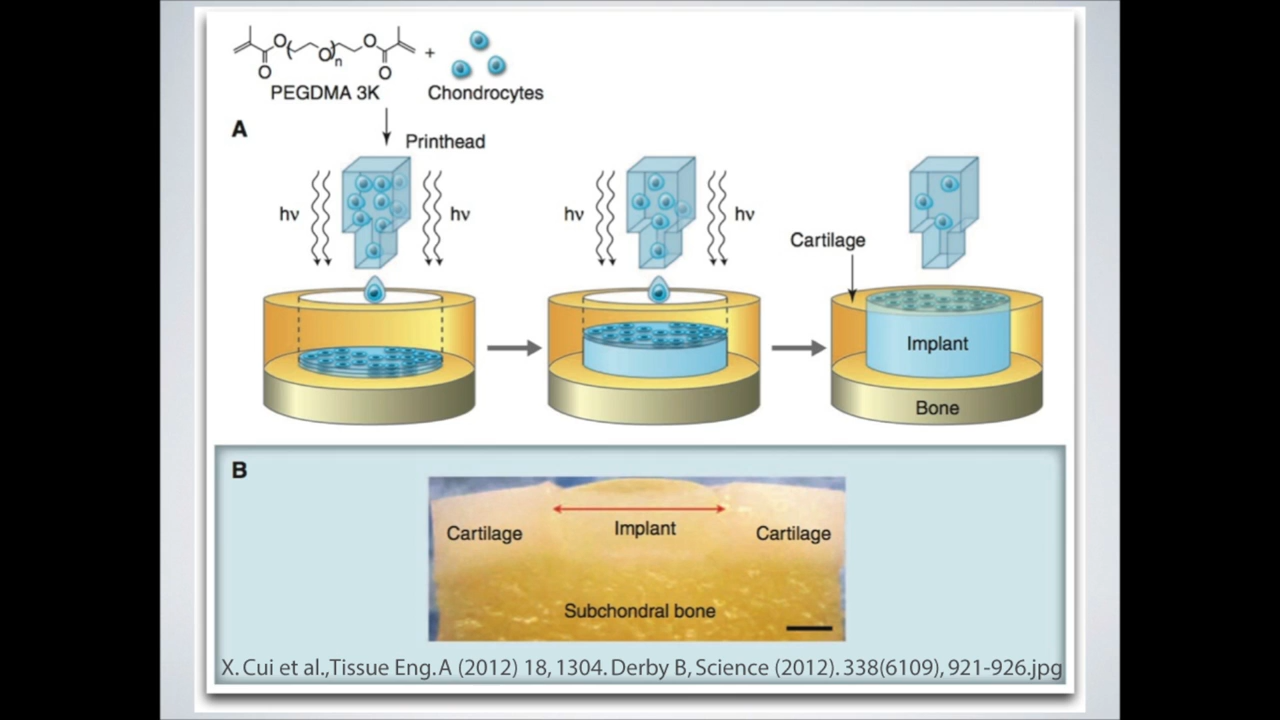 O
O
O
O
O
n
+
PEGDMA 3K
Chondrocytes
A
Printhead
hν
hν
hν
hν
Cartilage
Implant
Bone
B
Cartilage
Implant
Cartilage
Subchondral bone
X. Cui et al.,Tissue Eng. A (2012) 18, 1304. Derby B, Science (2012). 338(6109), 921-926.jpg